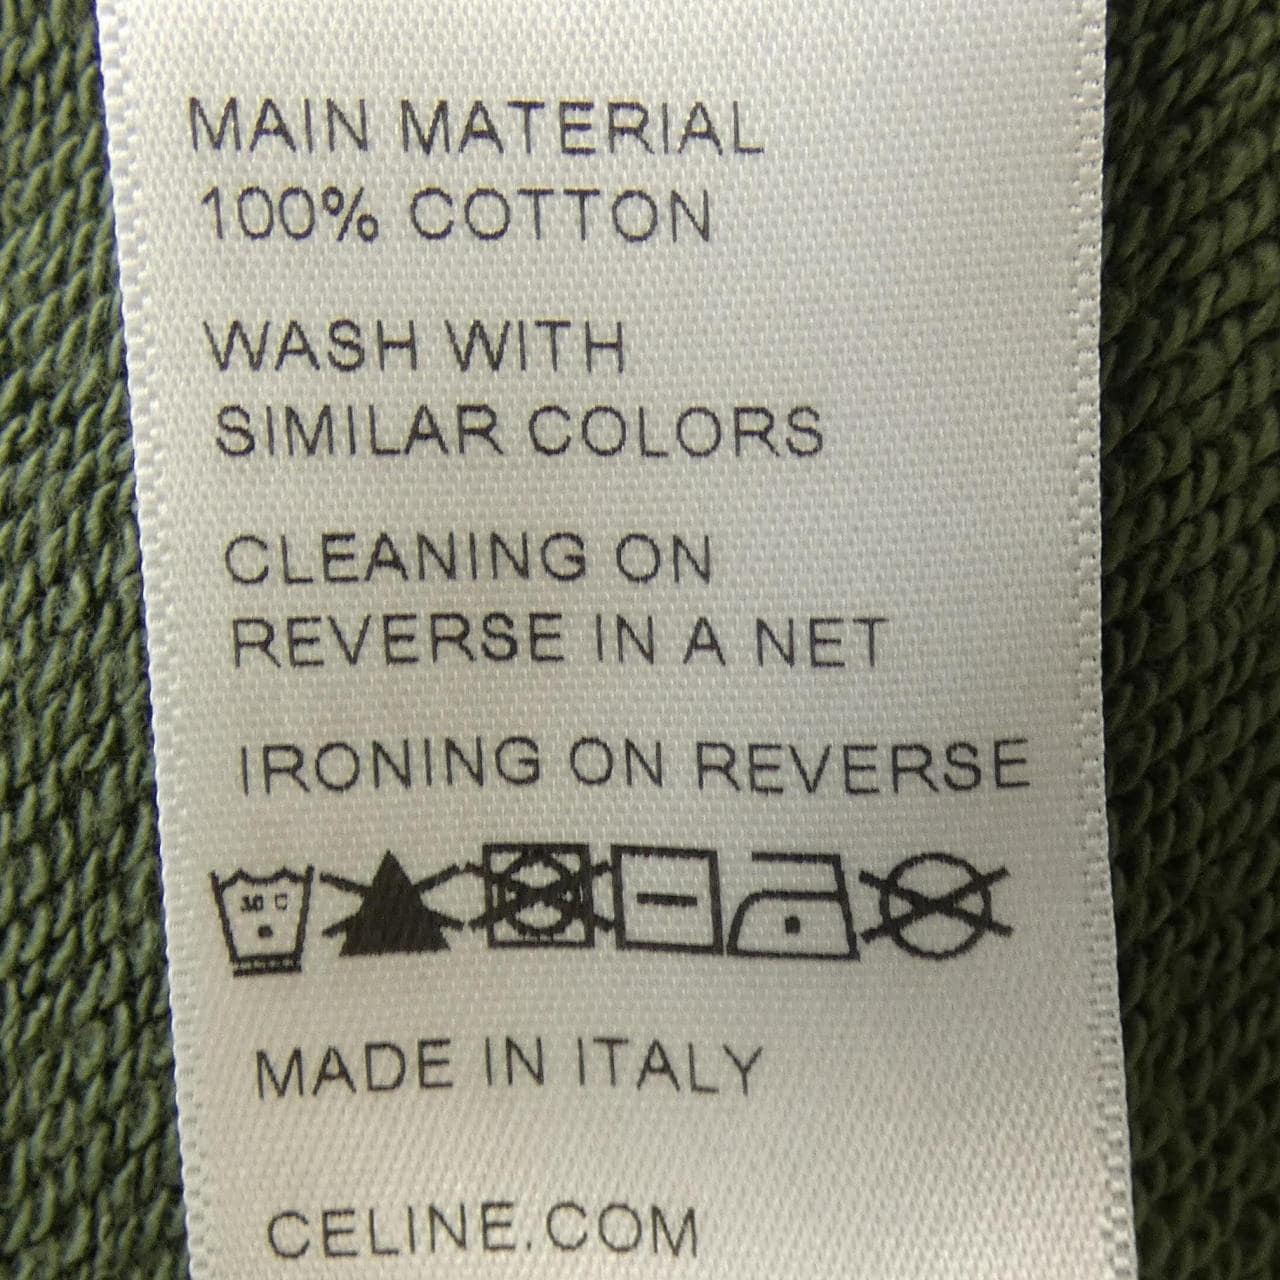 MAIN MATERIAL
100% COTTON
WASH WITH
SIMILAR COLORS
CLEANING ON
REVERSE IN A NET
IRONING ON REVERSE
30 C
MADE IN ITALY
CELINE.COM